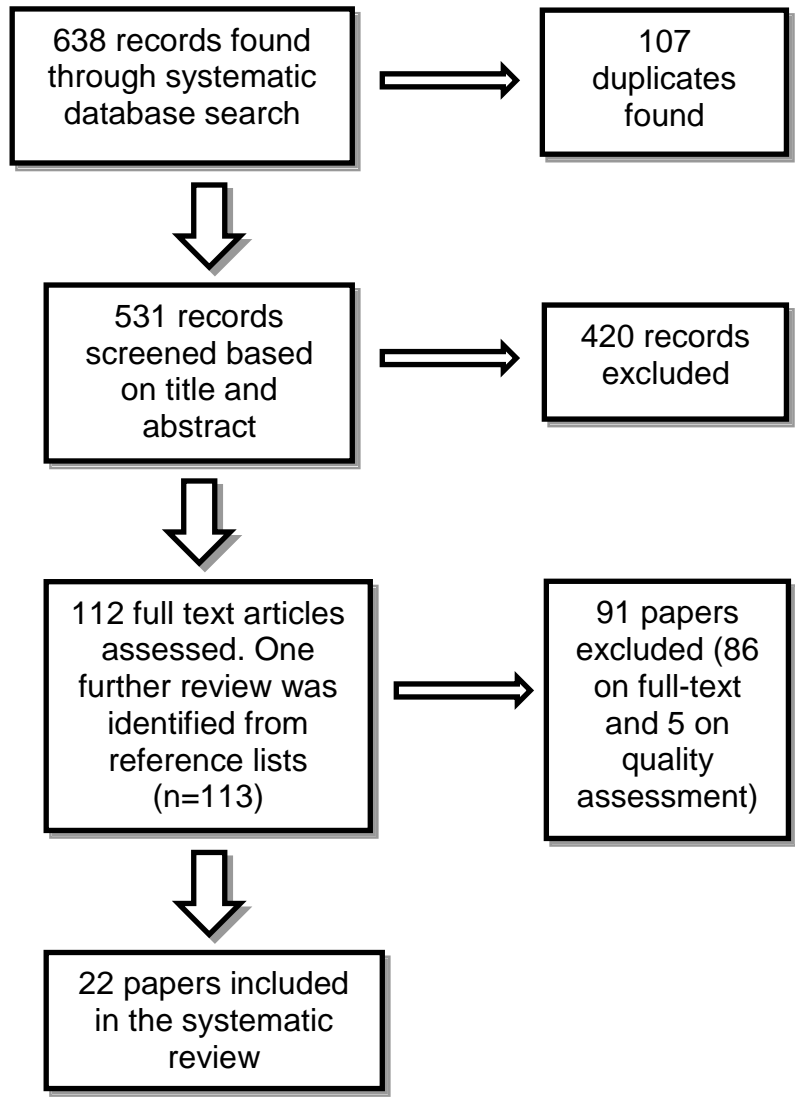 638 records found
through systematic
database search
107
duplicates
found
531 records
screened based
on title and
abstract
420 records
excluded
112 full text articles
assessed. One
further review was
identified from
reference lists
(n=113)
91 papers
excluded (86
on full-text
and 5 on
quality
assessment)
22 papers included
in the systematic
review